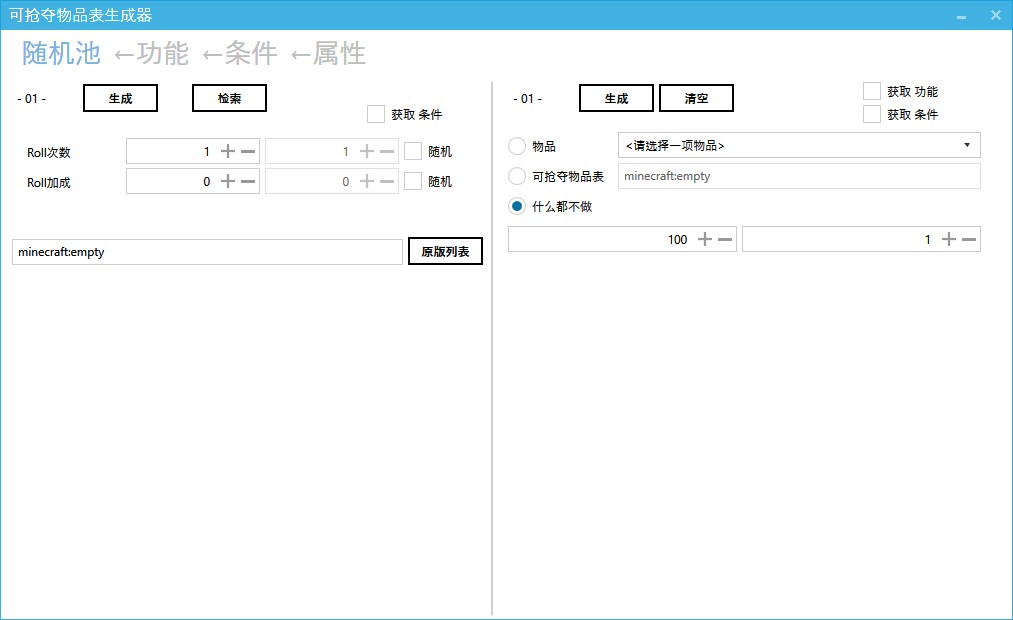 可抢夺物品表生成器
随机池 ←功能 ←条件 ←属性
- 01 - 生成 检索
获取 条件
Roll次数 1 1 随机
Roll加成 0 0 随机
minecraft:empty 原版列表
- 01 - 生成 清空
获取 功能
获取 条件
物品 <请选择一项物品>
可抢夺物品表 minecraft:empty
什么都不做
100 1